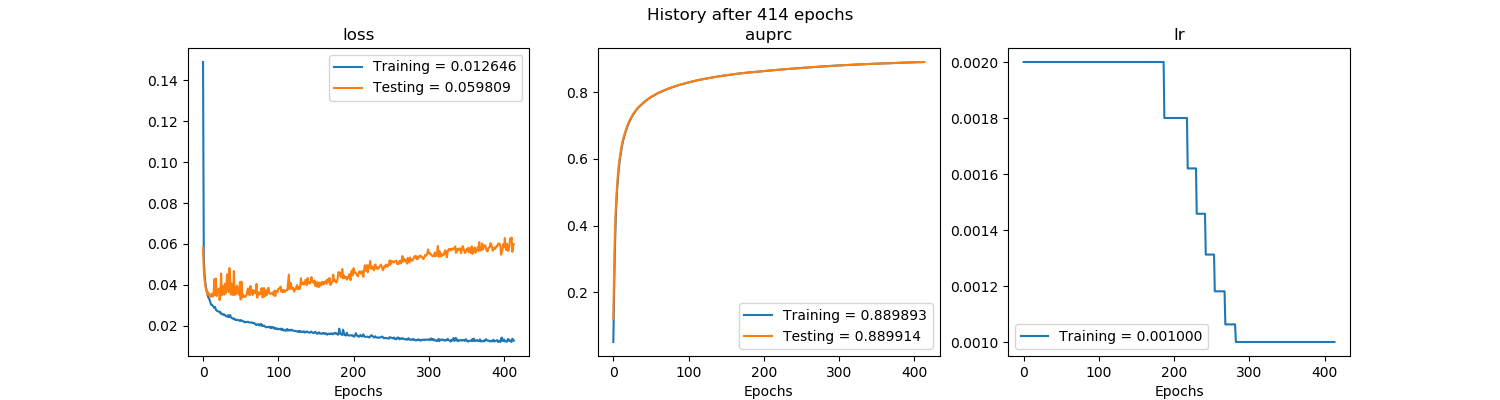 History after 414 epochs
loss
Training = 0.012646
Testing = 0.059809
0.14
0.12
0.10
0.08
0.06
0.04
0.02
0 100 200 300 400
Epochs
auprc
0.8
0.6
0.4
0.2
Training = 0.889893
Testing = 0.889914
0 100 200 300 400
Epochs
lr
0.0020
0.0018
0.0016
0.0014
0.0012
0.0010
Training = 0.001000
0 100 200 300 400
Epochs